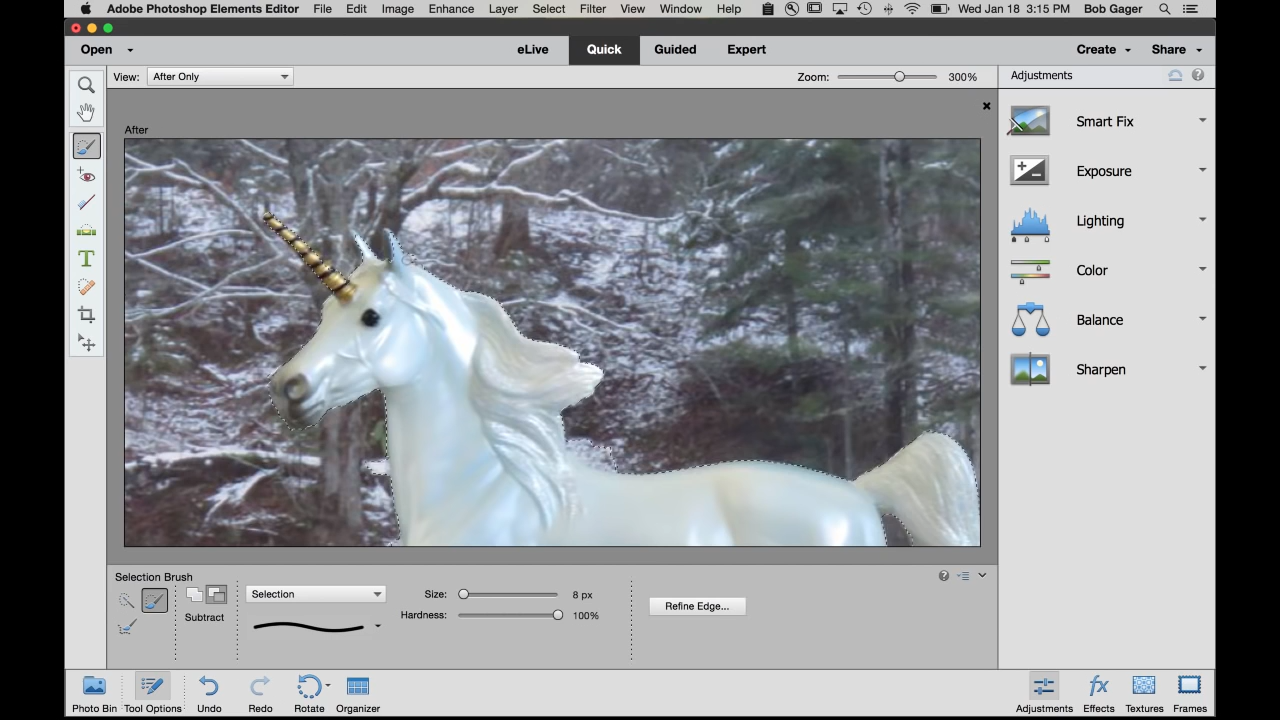 Adobe Photoshop Elements Editor File Edit Image Enhance Layer Select Filter View Window Help Wed Jan 18 3:15 PM Bob Gager
Open eLive Quick Guided Expert Create Share
View: After Only Zoom: 300% Adjustments
After
Smart Fix
Exposure
Lighting
Color
Balance
Sharpen
Selection Brush
Selection Size: 8 px
Refine Edge...
Subtract Hardness: 100%
Photo Bin Tool Options Undo Redo Rotate Organizer Adjustments Effects Textures Frames